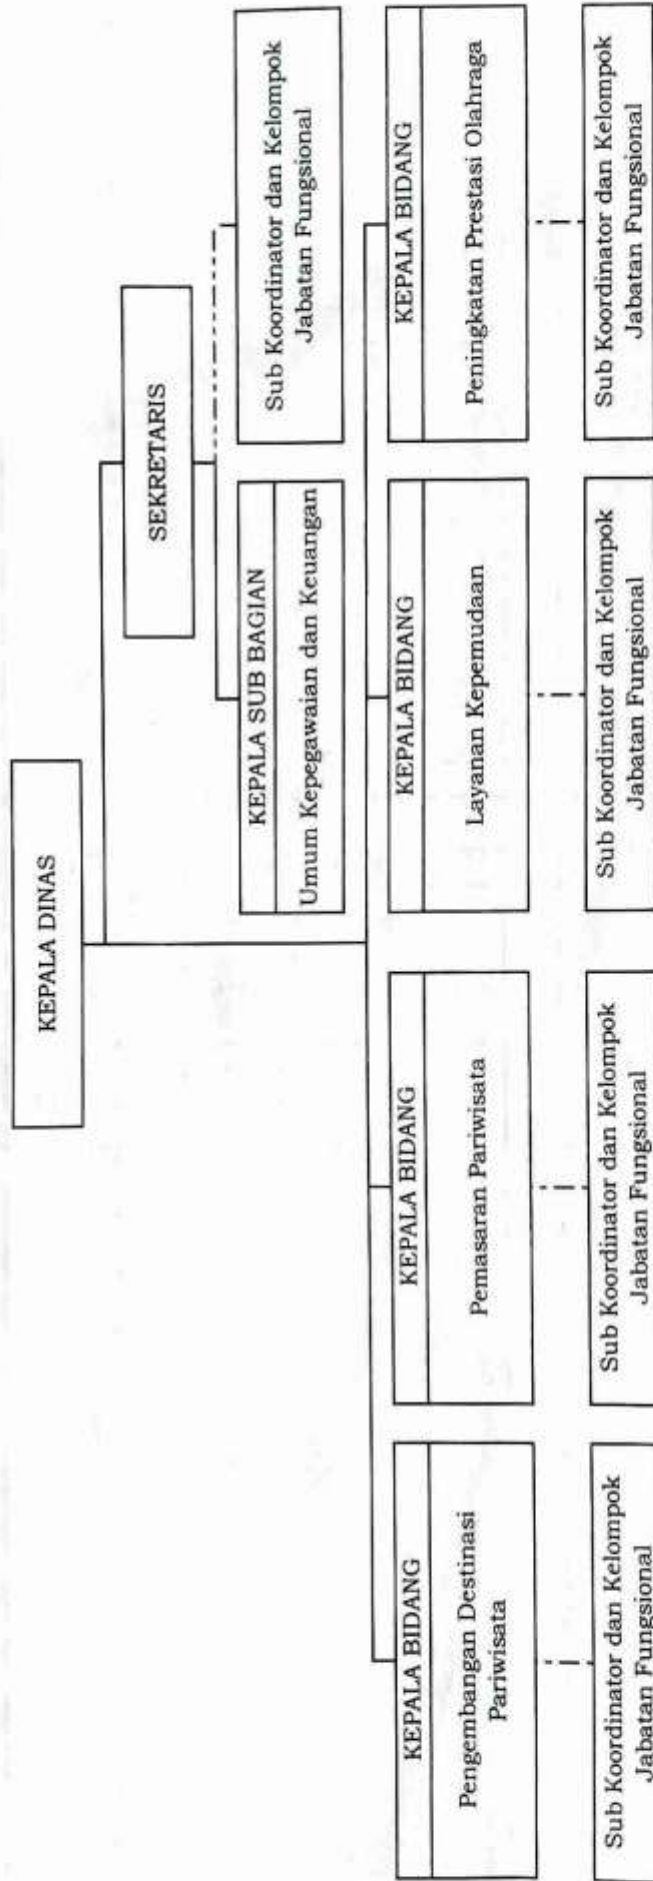 KEPALA DINAS
SEKRETARIS
KEPALA SUB BAGIAN
Umum Kepegawaian dan Keuangan
Sub Koordinator dan Kelompok
Jabatan Fungsional
KEPALA BIDANG
Pengembangan Destinasi
Pariwisata
KEPALA BIDANG
Pemasaran Pariwisata
KEPALA BIDANG
Layanan Kepemudaan
KEPALA BIDANG
Peningkatan Prestasi Olahraga
Sub Koordinator dan Kelompok
Jabatan Fungsional
Sub Koordinator dan Kelompok
Jabatan Fungsional
Sub Koordinator dan Kelompok
Jabatan Fungsional
Sub Koordinator dan Kelompok
Jabatan Fungsional